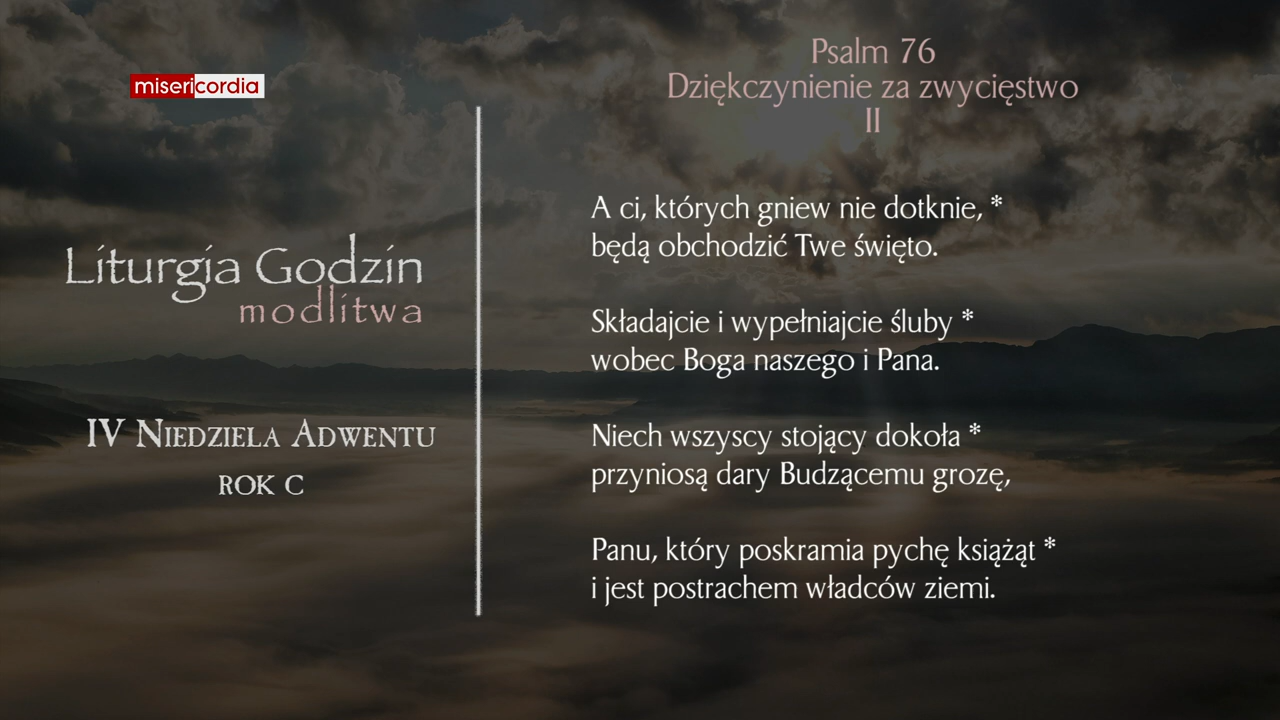 misericordia
Liturgia Godzin
modlitwa
IV Niedziela Adwentu
rok C
Psalm 76
Dziękczynienie za zwycięstwo
II
A ci, których gniew nie dotknie, *
będą obchodzić Twe święto.
Składajcie i wypełniajcie śluby *
wobec Boga naszego i Pana.
Niech wszyscy stojący dokoła *
przyniosą dary Budzącemu grozę,
Panu, który poskramia pychę książąt *
i jest postrachem władców ziemi.